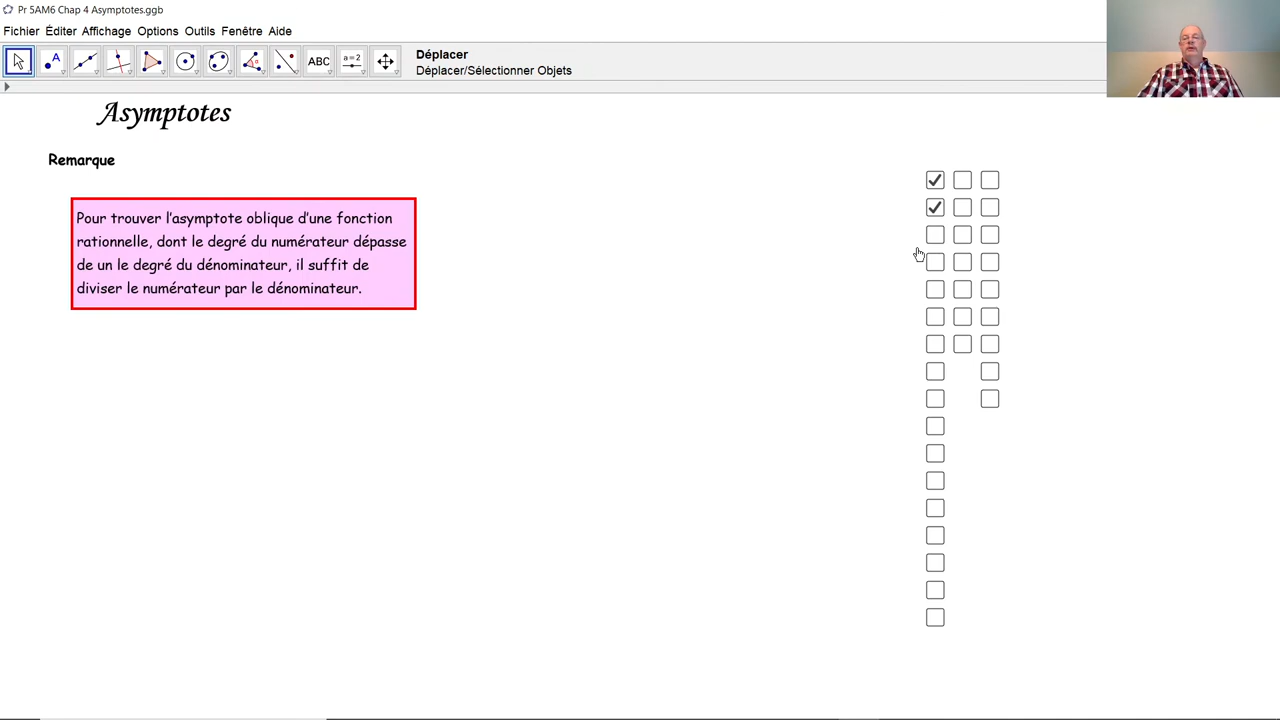 Pr 5AM6 Chap 4 Asymptotes.ggb
Fichier Éditer Affichage Options Outils Fenêtre Aide
A
ABC
a=2
Déplacer
Déplacer/Sélectionner Objets
Asymptotes
Remarque
Pour trouver l'asymptote oblique d'une fonction
rationnelle, dont le degré du numérateur dépasse
de un le degré du dénominateur, il suffit de
diviser le numérateur par le dénominateur.